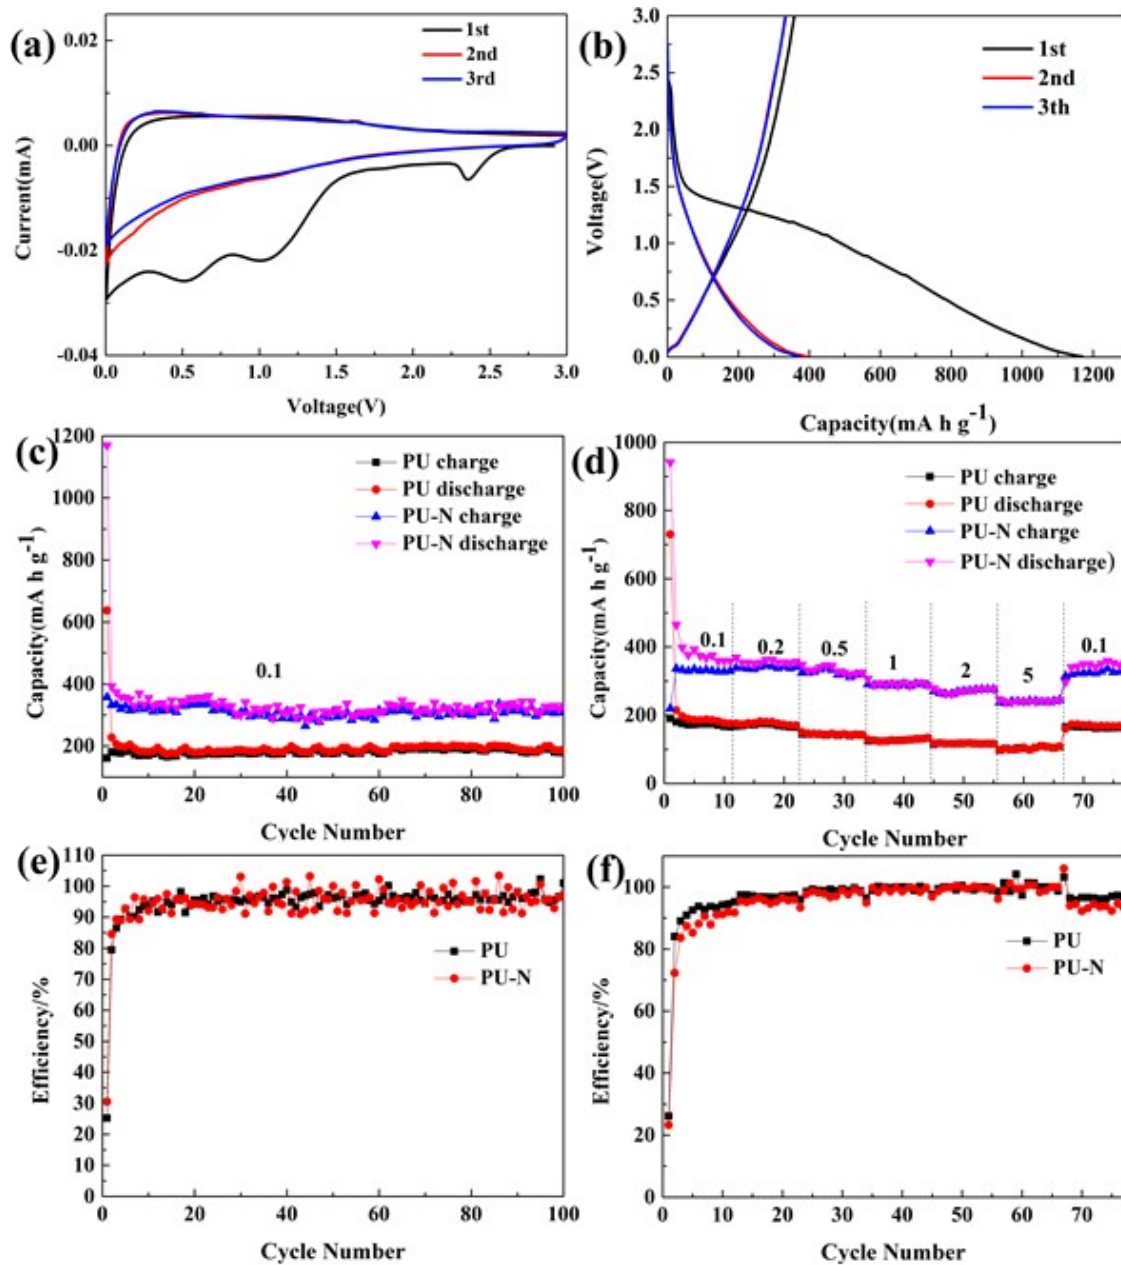 (a)
0.02
0.00
-0.02
-0.04
Current(mA)
1st
2nd
3rd
0.0 0.5 1.0 1.5 2.0 2.5 3.0
Voltage(V)
(b)
3.0
2.5
2.0
1.5
1.0
0.5
0.0
Voltage(V)
1st
2nd
3th
0 200 400 600 800 1000 1200
Capacity(mA h g⁻¹)
(c)
1200
1000
800
600
400
200
Capacity(mA h g⁻¹)
PU charge
PU discharge
PU-N charge
PU-N discharge
0.1
0 20 40 60 80 100
Cycle Number
(d)
1000
800
600
400
200
0
Capacity(mA h g⁻¹)
PU charge
PU discharge
PU-N charge
PU-N discharge)
0.1 0.2 0.5 1 2 5 0.1
0 10 20 30 40 50 60 70
Cycle Number
(e)
110
100
90
80
70
60
50
40
30
20
10
0
Efficiency/%
PU
PU-N
0 20 40 60 80 100
Cycle Number
(f)
100
80
60
40
20
0
Efficiency/%
PU
PU-N
0 10 20 30 40 50 60 70
Cycle Number